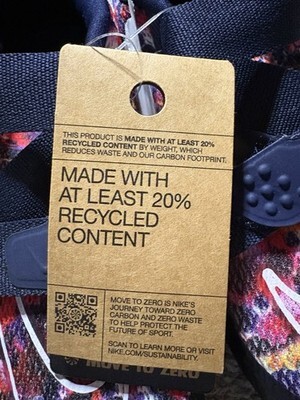 THIS PRODUCT IS MADE WITH AT LEAST 20%
RECYCLED CONTENT BY WEIGHT, WHICH
REDUCES WASTE AND OUR CARBON FOOTPRINT.
MADE WITH
AT LEAST 20%
RECYCLED
CONTENT
MOVE TO ZERO IS NIKE'S
JOURNEY TOWARD ZERO
CARBON AND ZERO WASTE
TO HELP PROTECT THE
FUTURE OF SPORT.
SCAN TO LEARN MORE OR VISIT
NIKE.COM/SUSTAINABILITY.
MOVE TO ZERO